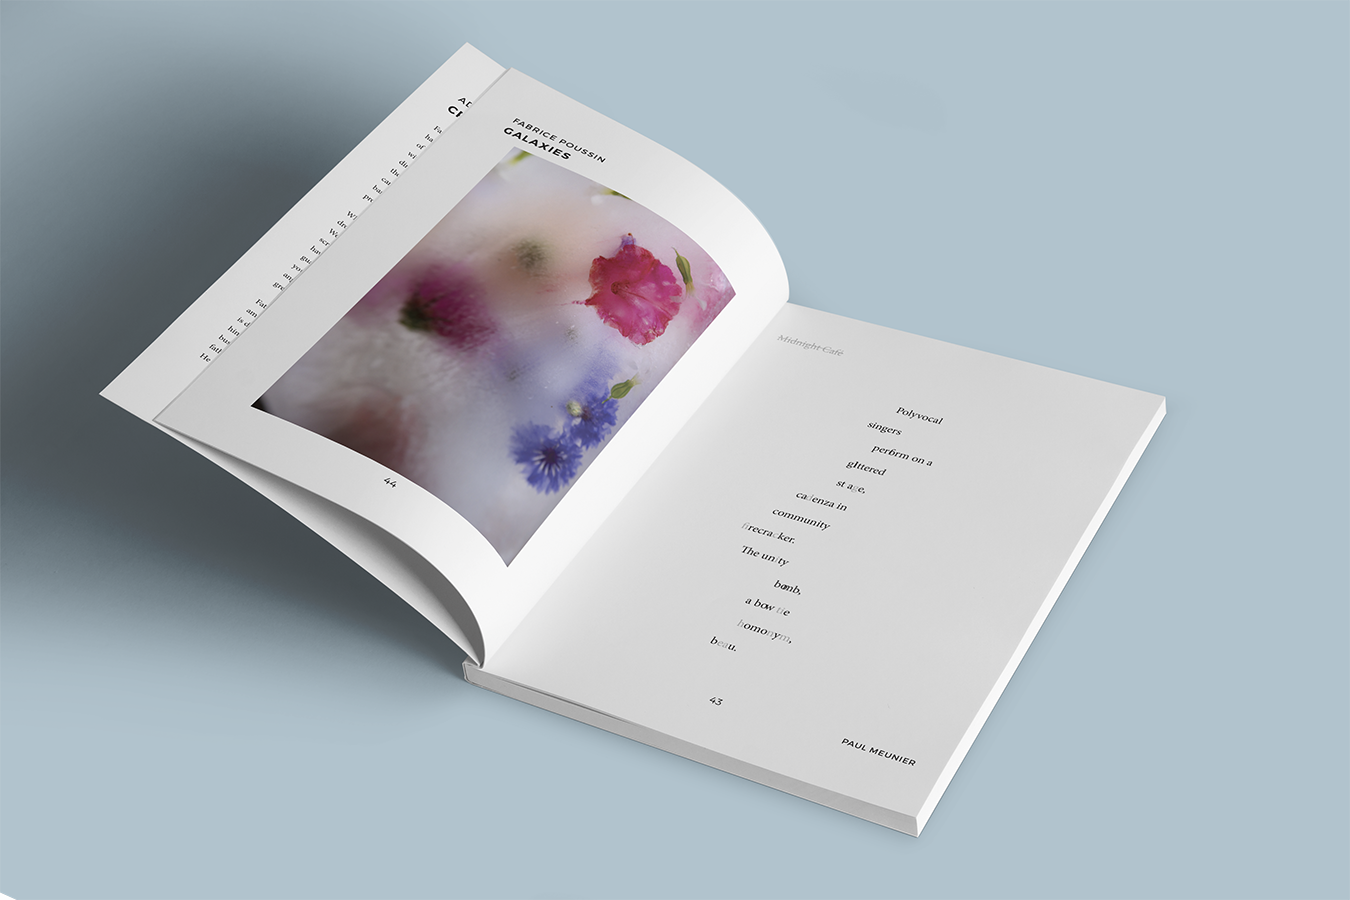 FABRICE POUSSIN
GALAXIES
44
Midnight Café
Polyvocal
singers
perform on a
glittered
st age,
cadenza in
community
firecracker.
The unity
bomb,
a bow tie
homonym,
beau.
43
PAUL MEUNIER